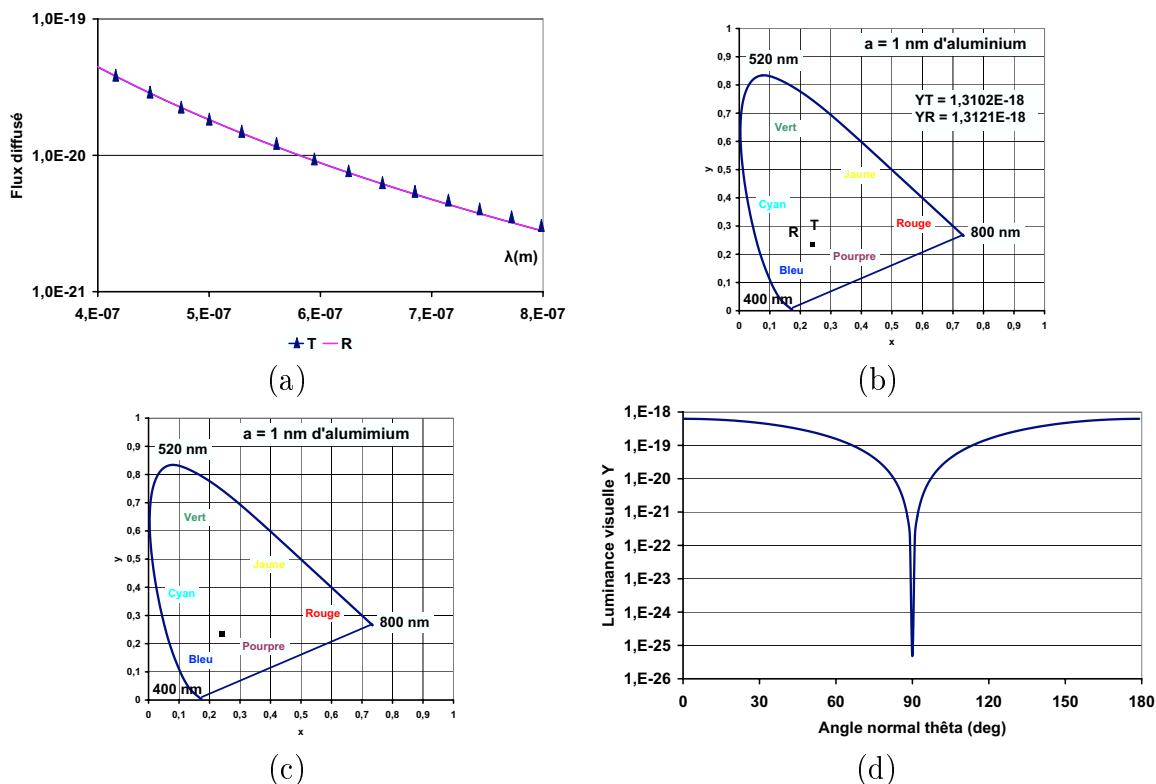 1,0E-19
1,0E-20
1,0E-21
Flux diffusé
λ(m)
4,E-07 5,E-07 6,E-07 7,E-07 8,E-07
T R
(a)
a = 1 nm d'aluminium
520 nm
YT = 1,3102E-18
YR = 1,3121E-18
Vert
Jaune
Cyan
Rouge
R T
800 nm
Pourpre
Bleu
400 nm
y
1
0,9
0,8
0,7
0,6
0,5
0,4
0,3
0,2
0,1
0
0 0,1 0,2 0,3 0,4 0,5 0,6 0,7 0,8 0,9 1
x
(b)
a = 1 nm d'alumimium
520 nm
Vert
Jaune
Cyan
Rouge
800 nm
Pourpre
Bleu
400 nm
y
1
0,9
0,8
0,7
0,6
0,5
0,4
0,3
0,2
0,1
0
0 0,1 0,2 0,3 0,4 0,5 0,6 0,7 0,8 0,9 1
x
(c)
1,E-18
1,E-19
1,E-20
1,E-21
1,E-22
1,E-23
1,E-24
1,E-25
1,E-26
Luminance visuelle Y
0 30 60 90 120 150 180
Angle normal thêta (deg)
(d)